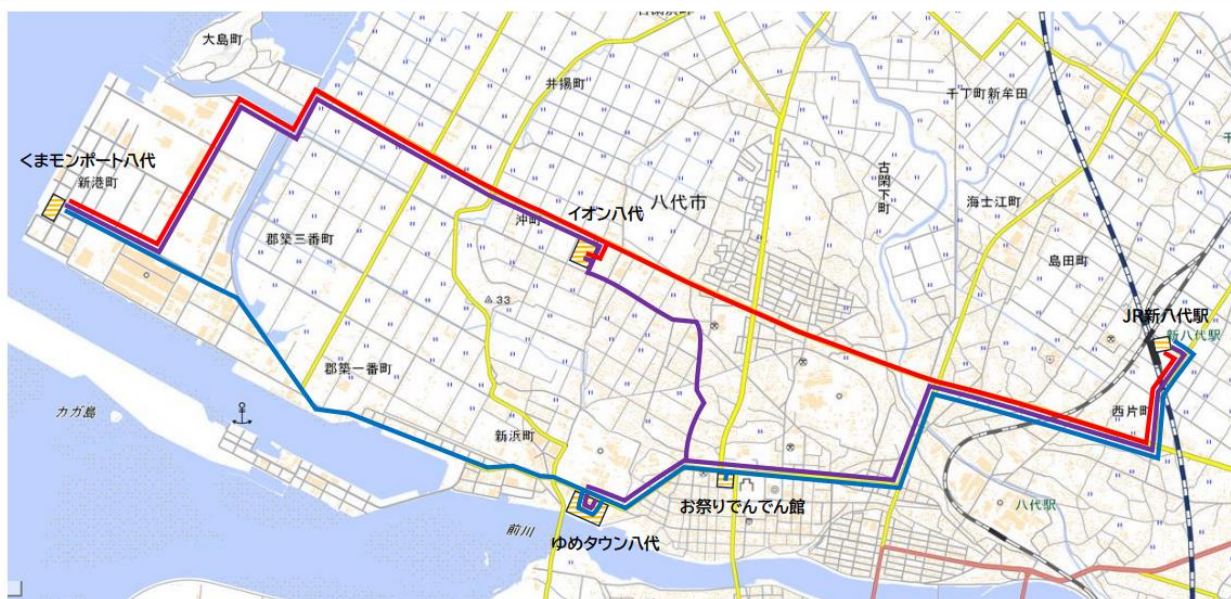 大島町
井揚町
千丁町新牟田
くまモンポート八代
新港町
古閑下町
八代市
海士江町
沖町
イオン八代
郡築三番町
島田町
33
JR新八代駅
新八代駅
郡築一番町
西片町
カガ島
新浜町
お祭りでんでん館
八代駅
前川
ゆめタウン八代